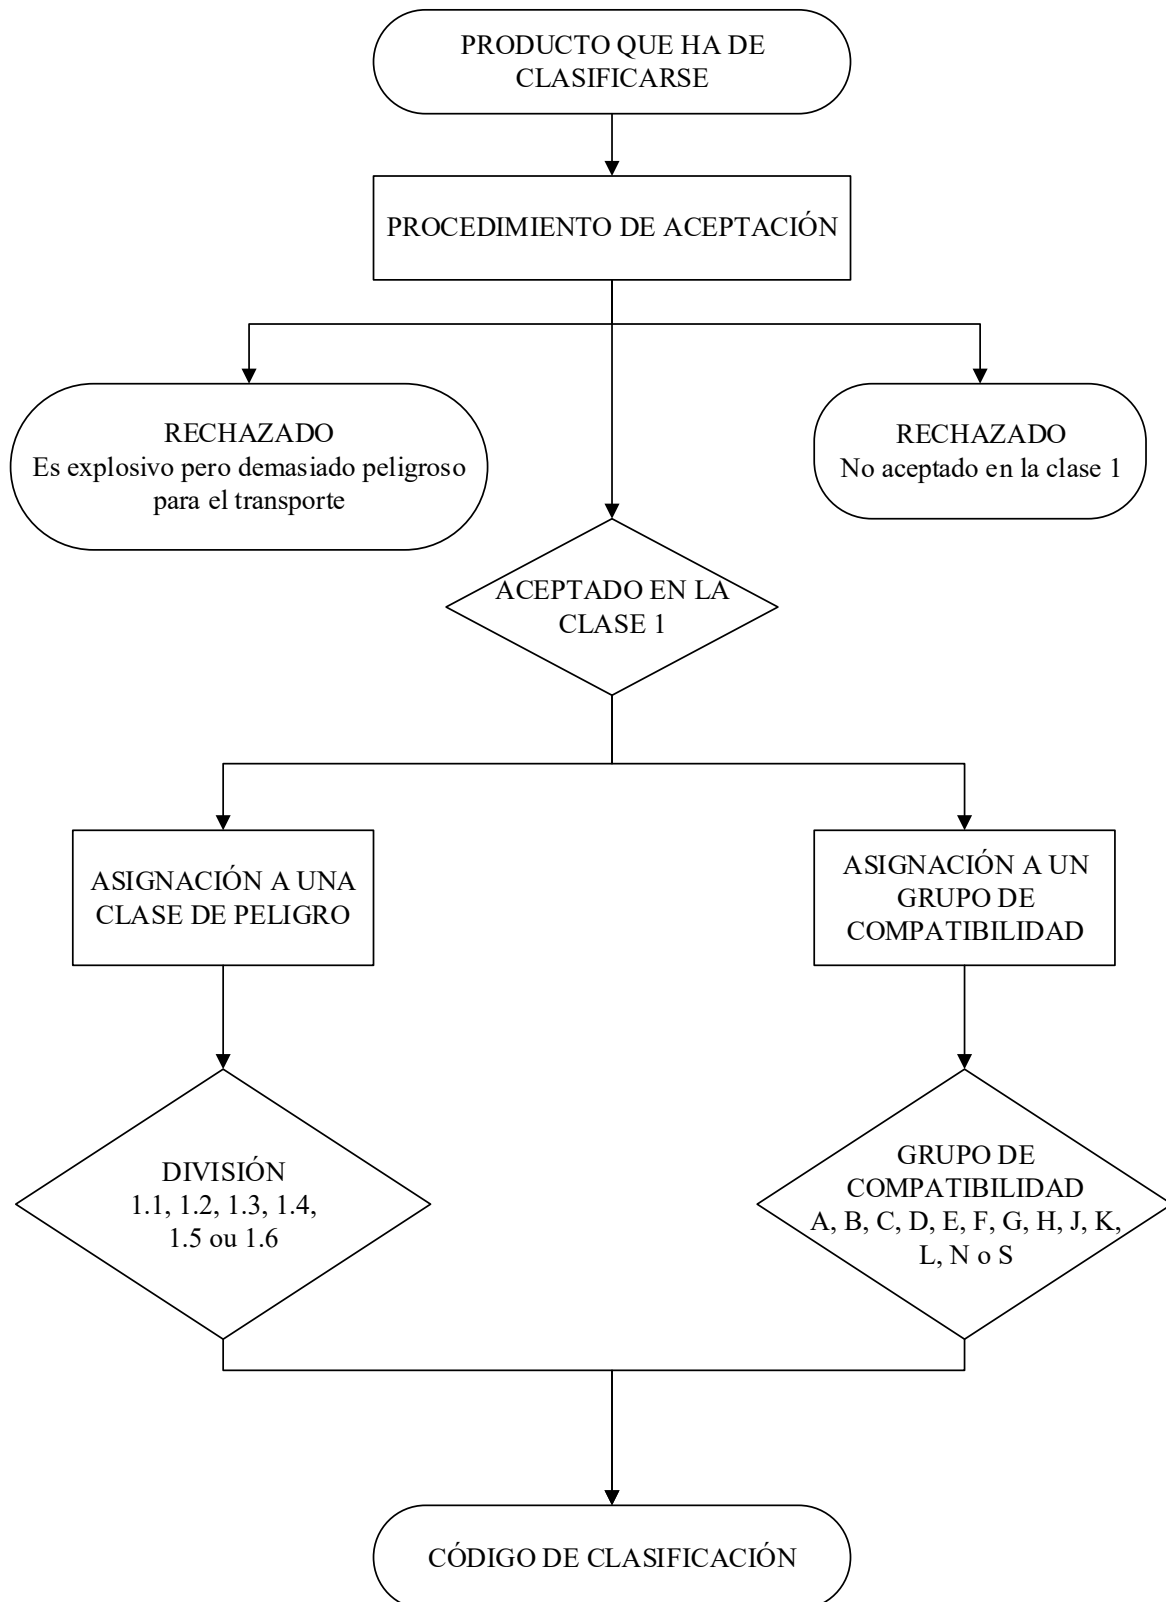 PRODUCTO QUE HA DE
CLASIFICARSE
PROCEDIMIENTO DE ACEPTACIÓN
RECHAZADO
Es explosivo pero demasiado peligroso
para el transporte
RECHAZADO
No aceptado en la clase 1
ACEPTADO EN LA
CLASE 1
ASIGNACIÓN A UNA
CLASE DE PELIGRO
ASIGNACIÓN A UN
GRUPO DE
COMPATIBILIDAD
DIVISIÓN
1.1, 1.2, 1.3, 1.4,
1.5 ou 1.6
GRUPO DE
COMPATIBILIDAD
A, B, C, D, E, F, G, H, J, K,
L, N o S
CÓDIGO DE CLASIFICACIÓN